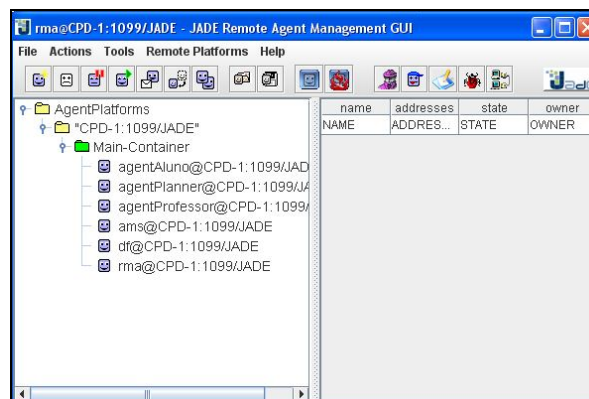 rma@CPD-1:1099/JADE - JADE Remote Agent Management GUI
File Actions Tools Remote Platforms Help
AgentPlatforms
"CPD-1:1099/JADE"
Main-Container
agentAluno@CPD-1:1099/JAD
agentPlanner@CPD-1:1099/JA
agentProfessor@CPD-1:1099/
ams@CPD-1:1099/JADE
df@CPD-1:1099/JADE
rma@CPD-1:1099/JADE
name addresses state owner
NAME ADDRES... STATE OWNER